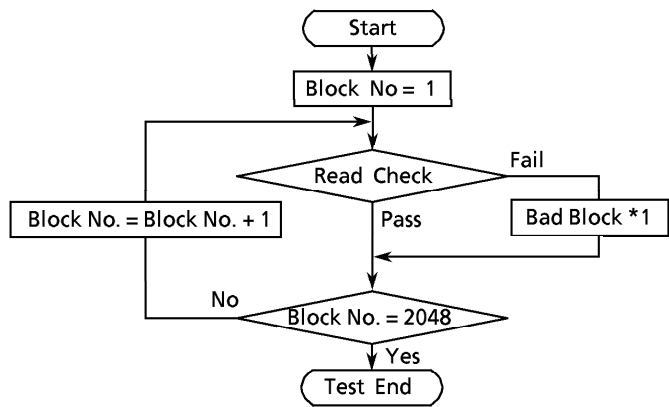 Start
Block No = 1
Read Check
Fail
Pass
Block No. = Block No. + 1
Bad Block *1
No
Block No. = 2048
Yes
Test End